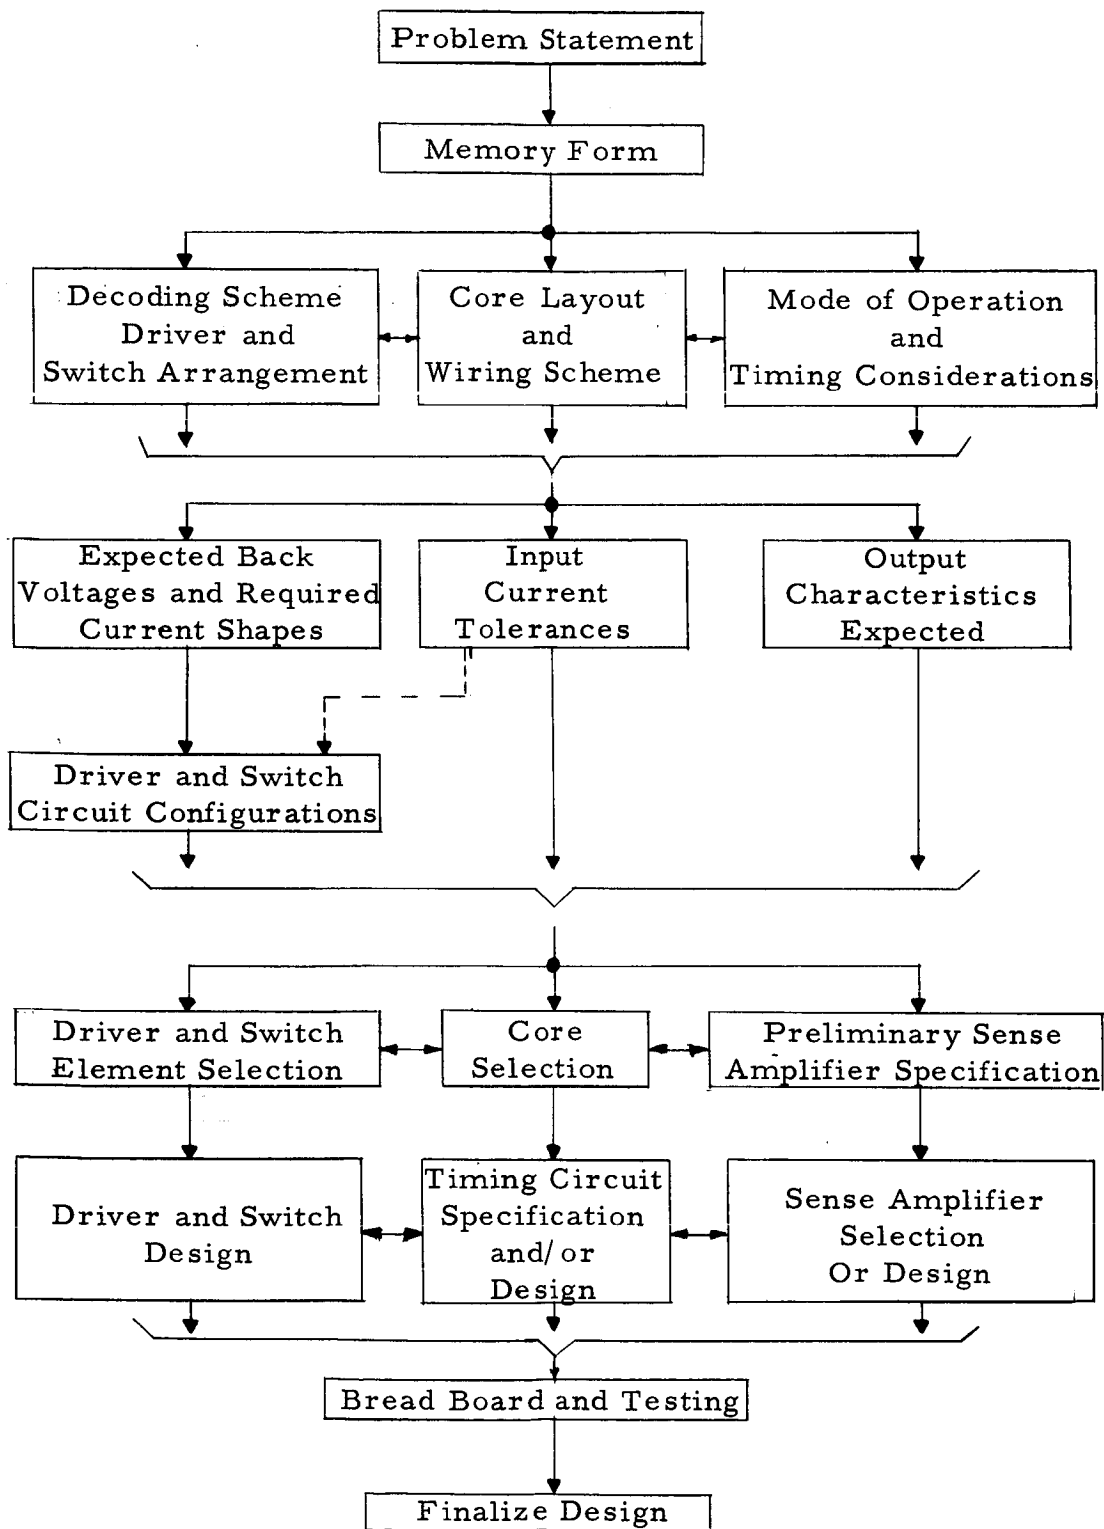 Problem Statement
Memory Form
Decoding Scheme
Driver and
Switch Arrangement
Core Layout
and
Wiring Scheme
Mode of Operation
and
Timing Considerations
Expected Back
Voltages and Required
Current Shapes
Input
Current
Tolerances
Output
Characteristics
Expected
Driver and Switch
Circuit Configurations
Driver and Switch
Element Selection
Core
Selection
Preliminary Sense
Amplifier Specification
Driver and Switch
Design
Timing Circuit
Specification
and/or
Design
Sense Amplifier
Selection
Or Design
Bread Board and Testing
Finalize Design